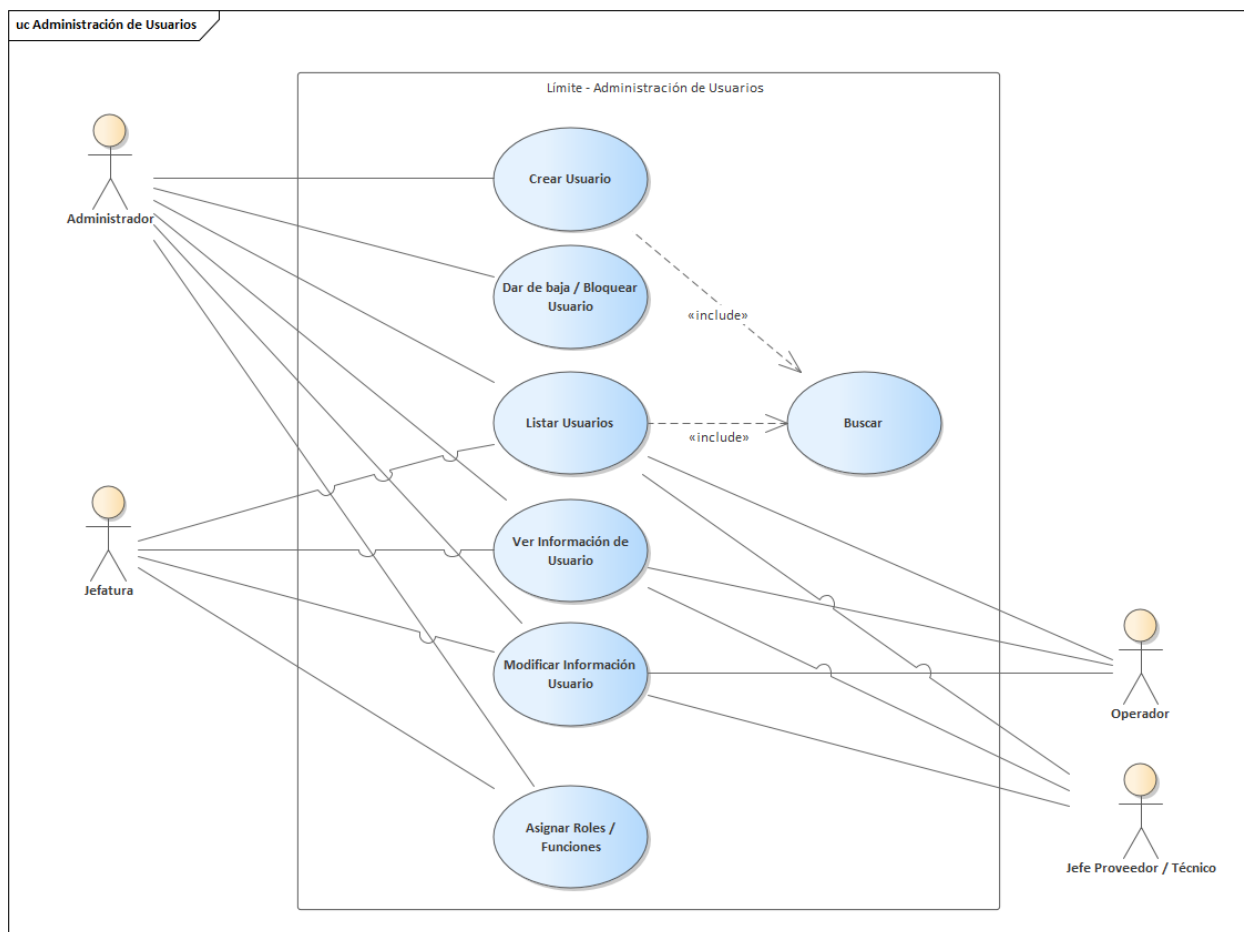 uc Administración de Usuarios
Límite - Administración de Usuarios
Administrador
Crear Usuario
Dar de baja / Bloquear
Usuario
«include»
Listar Usuarios
«include»
Buscar
Jefatura
Ver Información de
Usuario
Modificar Información
Usuario
Operador
Asignar Roles /
Funciones
Jefe Proveedor / Técnico